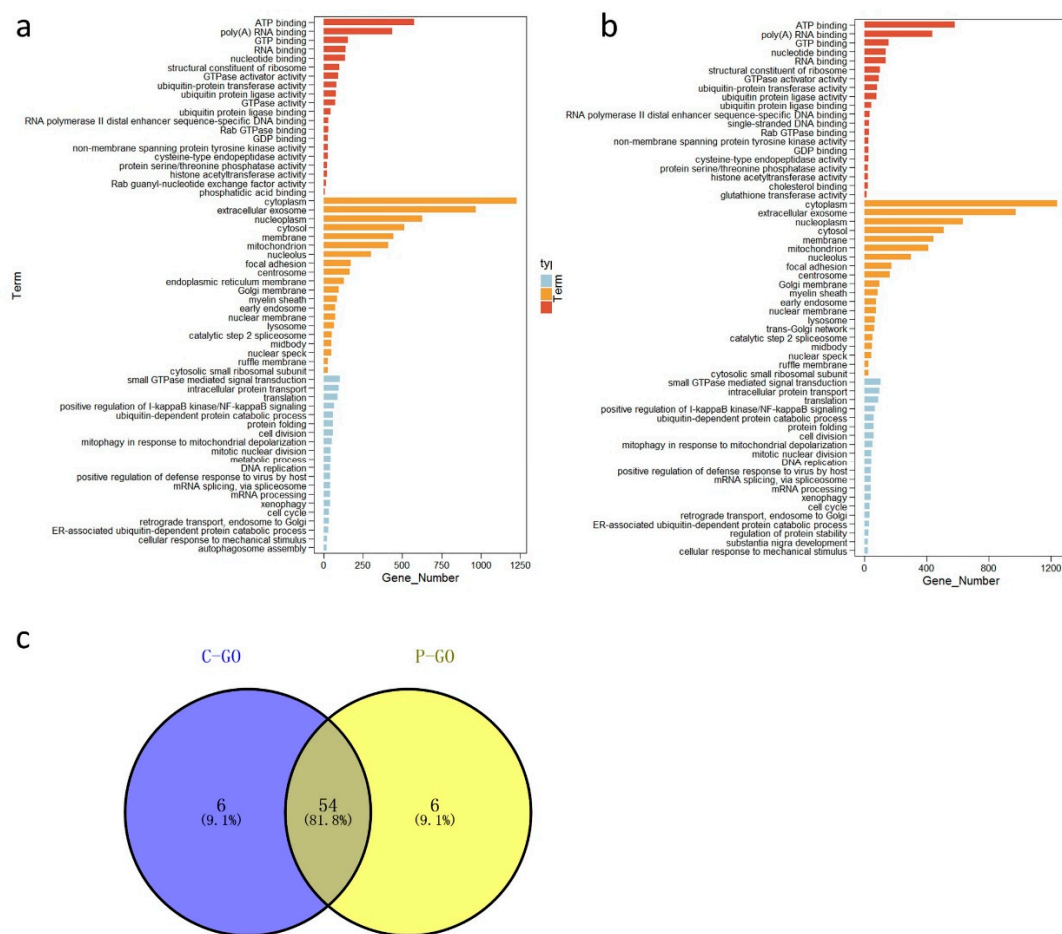 a
ATP binding
poly(A) RNA binding
GTP binding
RNA binding
nucleotide binding
structural constituent of ribosome
GTPase activator activity
ubiquitin-protein transferase activity
ubiquitin protein ligase activity
GTPase activity
ubiquitin protein ligase binding
RNA polymerase II distal enhancer sequence-specific DNA binding
Rab GTPase binding
GDP binding
non-membrane spanning protein tyrosine kinase activity
cysteine-type endopeptidase activity
protein serine/threonine phosphatase activity
histone acetyltransferase activity
Rab guanyl-nucleotide exchange factor activity
phosphatidic acid binding
cytoplasm
extracellular exosome
nucleoplasm
cytosol
membrane
mitochondrion
nucleolus
focal adhesion
centrosome
endoplasmic reticulum membrane
Golgi membrane
myelin sheath
early endosome
nuclear membrane
lysosome
catalytic step 2 spliceosome
midbody
nuclear speck
ruffle membrane
cytosolic small ribosomal subunit
small GTPase mediated signal transduction
intracellular protein transport
translation
positive regulation of I-kappaB kinase/NF-kappaB signaling
ubiquitin-dependent protein catabolic process
protein folding
cell division
mitophagy in response to mitochondrial depolarization
mitotic nuclear division
metabolic process
DNA replication
positive regulation of defense response to virus by host
mRNA splicing, via spliceosome
mRNA processing
xenophagy
cell cycle
retrograde transport, endosome to Golgi
ER-associated ubiquitin-dependent protein catabolic process
cellular response to mechanical stimulus
autophagosome assembly
0 250 500 750 1000 1250
Gene_Number
Term
typ
Term
b
ATP binding
poly(A) RNA binding
GTP binding
nucleotide binding
RNA binding
structural constituent of ribosome
GTPase activator activity
ubiquitin-protein transferase activity
ubiquitin protein ligase activity
ubiquitin protein ligase binding
RNA polymerase II distal enhancer sequence-specific DNA binding
single-stranded DNA binding
Rab GTPase binding
non-membrane spanning protein tyrosine kinase activity
GDP binding
cysteine-type endopeptidase activity
protein serine/threonine phosphatase activity
histone acetyltransferase activity
cholesterol binding
glutathione transferase activity
cytoplasm
extracellular exosome
nucleoplasm
cytosol
membrane
mitochondrion
nucleolus
focal adhesion
centrosome
Golgi membrane
myelin sheath
early endosome
nuclear membrane
lysosome
trans-Golgi network
catalytic step 2 spliceosome
midbody
nuclear speck
ruffle membrane
cytosolic small ribosomal subunit
small GTPase mediated signal transduction
intracellular protein transport
translation
positive regulation of I-kappaB kinase/NF-kappaB signaling
ubiquitin-dependent protein catabolic process
protein folding
cell division
mitophagy in response to mitochondrial depolarization
mitotic nuclear division
DNA replication
positive regulation of defense response to virus by host
mRNA splicing, via spliceosome
mRNA processing
xenophagy
cell cycle
retrograde transport, endosome to Golgi
ER-associated ubiquitin-dependent protein catabolic process
regulation of protein stability
substantia nigra development
cellular response to mechanical stimulus
0 400 800 1200
Gene_Number
c
C-GO P-GO
6 54 6
(9.1%) (81.8%) (9.1%)